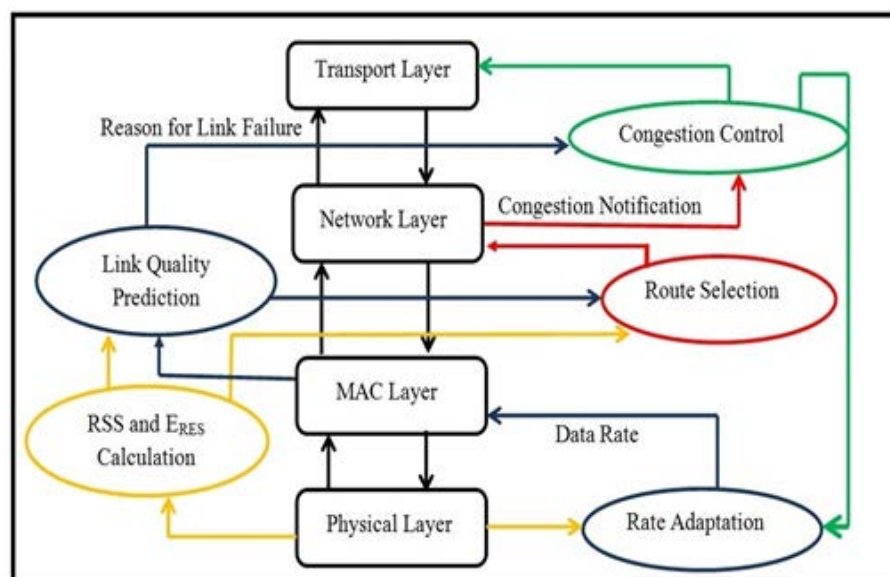 Transport Layer
Reason for Link Failure
Congestion Control
Network Layer
Congestion Notification
Link Quality
Prediction
Route Selection
MAC Layer
RSS and ERES
Calculation
Data Rate
Physical Layer
Rate Adaptation